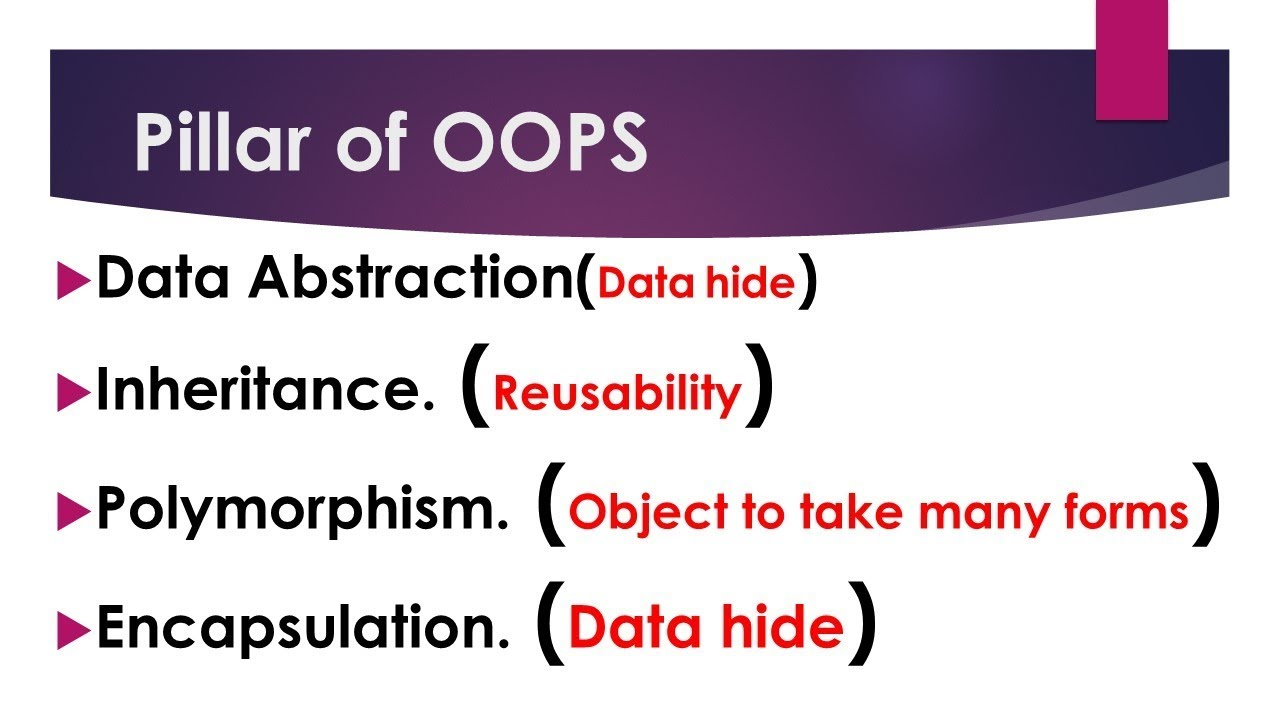 Pillar of OOPS
Data Abstraction(Data hide)
Inheritance. (Reusability)
Polymorphism. (Object to take many forms)
Encapsulation. (Data hide)